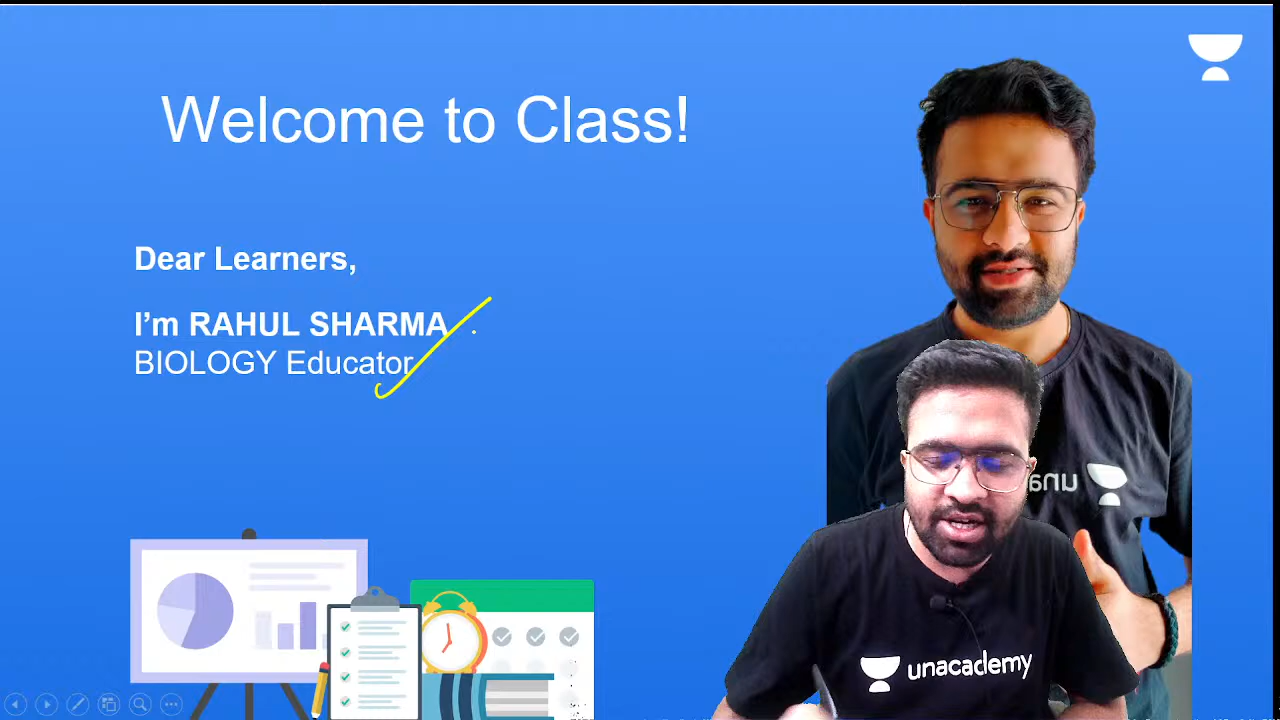 Welcome to Class!
Dear Learners,
I’m RAHUL SHARMA
BIOLOGY Educator
una
unacademy